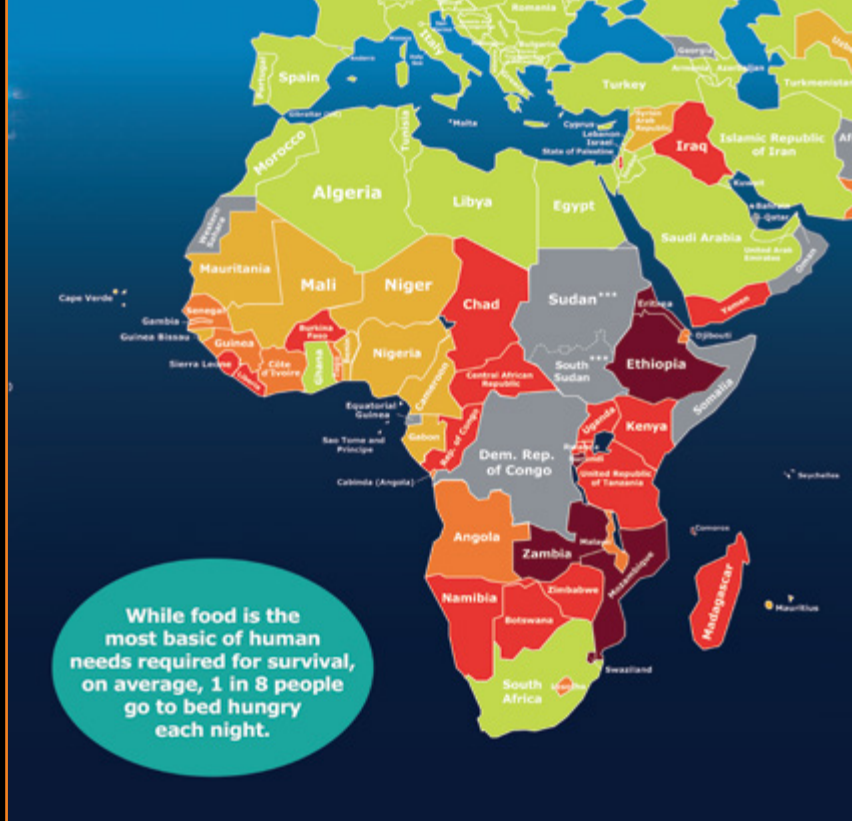 Romania
Italy
Bulgaria
Portugal
Spain
Georgia
Armenia
Azerbaijan
Turkmenistan
Turkey
Gibraltar (UK)
*Malta
Tunisia
Cyprus
Syrian
Arab
Republic
Lebanon
Israel
State of Palestine
Iraq
Islamic Republic
of Iran
Morocco
Algeria
Libya
Egypt
Kuwait
Bahrain
Qatar
Saudi Arabia
United Arab
Emirates
Oman
Western
Sahara
Mauritania
Mali
Niger
Chad
Sudan***
Eritrea
Yemen
Cape Verde
Senegal
Gambia
Guinea Bissau
Guinea
Burkina
Faso
Djibouti
Sierra Leone
Liberia
Côte
d'Ivoire
Ghana
Togo
Benin
Nigeria
Cameroon
Central African
Republic
South
Sudan
***
Ethiopia
Somalia
Equatorial
Guinea
Gabon
Rep. of Congo
Uganda
Kenya
Sao Tome and
Principe
Dem. Rep.
of Congo
Rwanda
Burundi
United Republic
of Tanzania
Cabinda (Angola)
Seychelles
Angola
Zambia
Malawi
Comoros
Mozambique
Namibia
Zimbabwe
Botswana
Madagascar
Mauritius
Swaziland
South
Africa
Lesotho
While food is the
most basic of human
needs required for survival,
on average, 1 in 8 people
go to bed hungry
each night.